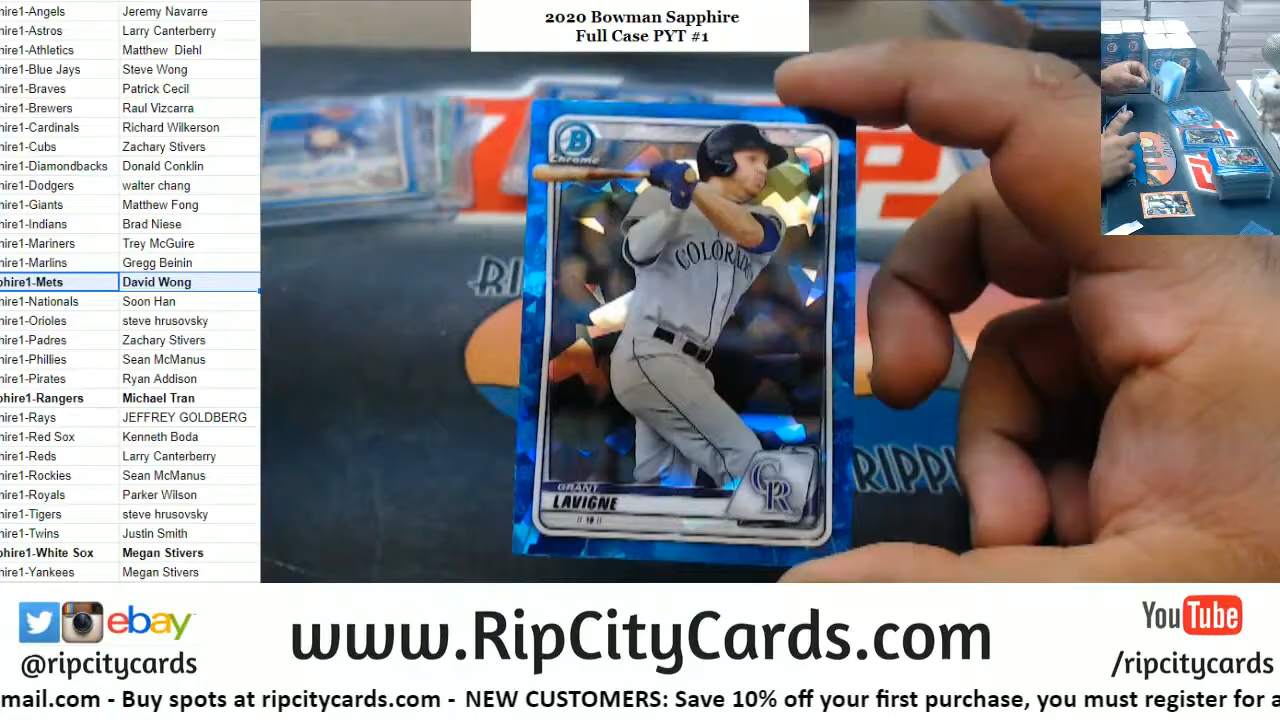 2020 Bowman Sapphire
Full Case PYT #1
hire1-Angels Jeremy Navarre
hire1-Astros Larry Canterberry
hire1-Athletics Matthew Diehl
hire1-Blue Jays Steve Wong
hire1-Braves Patrick Cecil
hire1-Brewers Raul Vizcarra
hire1-Cardinals Richard Wilkerson
hire1-Cubs Zachary Stivers
hire1-Diamondbacks Donald Conklin
hire1-Dodgers walter chang
hire1-Giants Matthew Fong
hire1-Indians Brad Niese
hire1-Mariners Trey McGuire
hire1-Marlins Gregg Beinin
phire1-Mets David Wong
hire1-Nationals Soon Han
hire1-Orioles steve hrusovsky
hire1-Padres Zachary Stivers
hire1-Phillies Sean McManus
hire1-Pirates Ryan Addison
phire1-Rangers Michael Tran
hire1-Rays JEFFREY GOLDBERG
hire1-Red Sox Kenneth Boda
hire1-Reds Larry Canterberry
hire1-Rockies Sean McManus
hire1-Royals Parker Wilson
hire1-Tigers steve hrusovsky
hire1-Twins Justin Smith
phire1-White Sox Megan Stivers
hire1-Yankees Megan Stivers
B
Chrome
COLORADO
CR
GRANT
LAVIGNE
1B
RIPPI
ebay
@ripcitycards
www.RipCityCards.com
YouTube
/ripcitycards
mail.com - Buy spots at ripcitycards.com - NEW CUSTOMERS: Save 10% off your first purchase, you must register for a